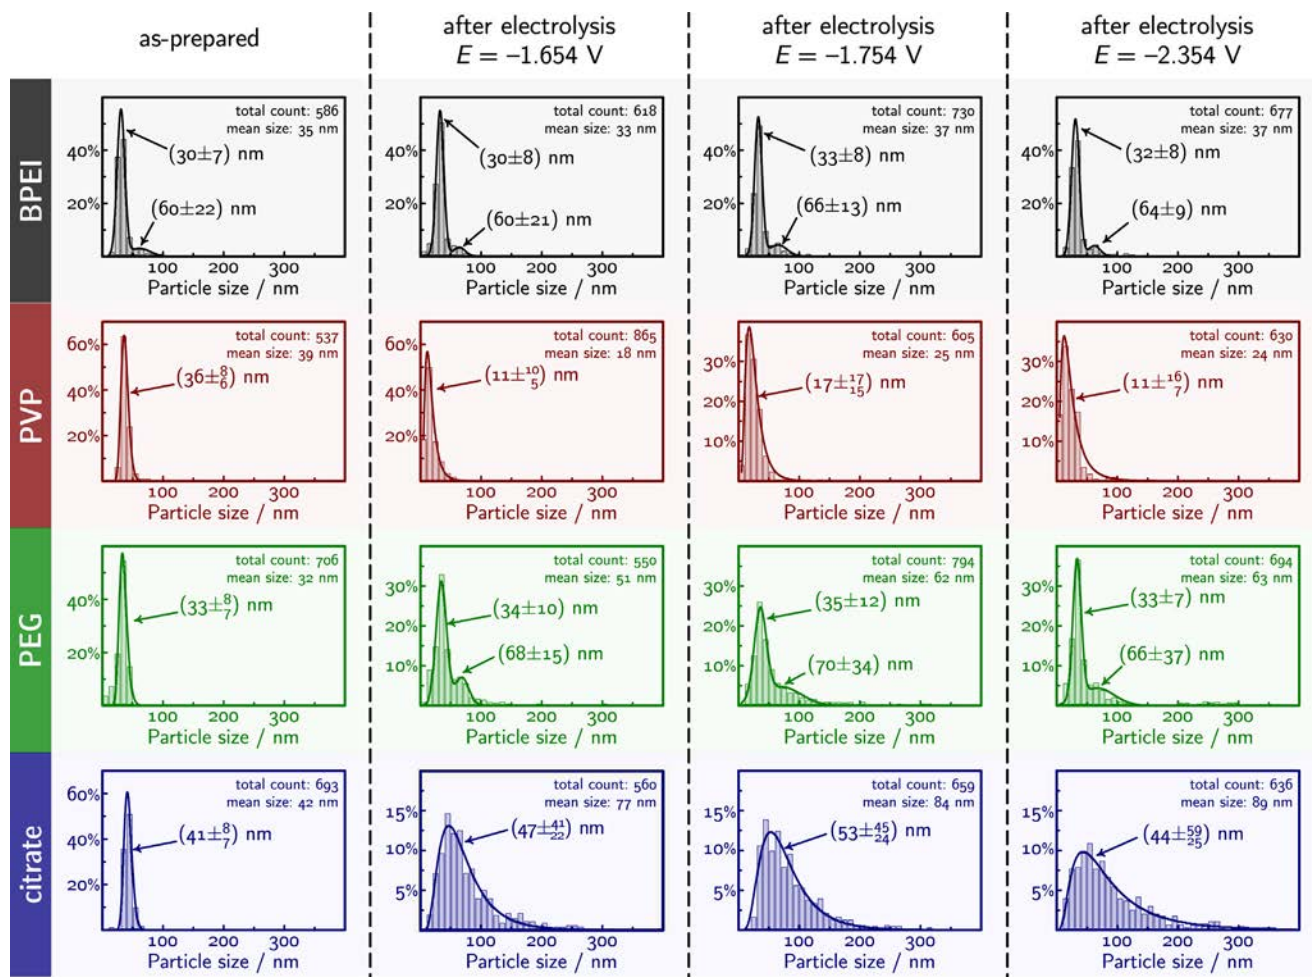 as-prepared
after electrolysis
E = –1.654 V
after electrolysis
E = –1.754 V
after electrolysis
E = –2.354 V
BPEI
total count: 586
mean size: 35 nm
40%
20%
(30±7) nm
(60±22) nm
100 200 300
Particle size / nm
total count: 618
mean size: 33 nm
40%
20%
(30±8) nm
(60±21) nm
100 200 300
Particle size / nm
total count: 730
mean size: 37 nm
40%
20%
(33±8) nm
(66±13) nm
100 200 300
Particle size / nm
total count: 677
mean size: 37 nm
40%
20%
(32±8) nm
(64±9) nm
100 200 300
Particle size / nm
PVP
total count: 537
mean size: 39 nm
60%
40%
20%
(36±8/6) nm
100 200 300
Particle size / nm
total count: 865
mean size: 18 nm
60%
40%
20%
(11±10/5) nm
100 200 300
Particle size / nm
total count: 605
mean size: 25 nm
30%
20%
10%
(17±17/15) nm
100 200 300
Particle size / nm
total count: 630
mean size: 24 nm
30%
20%
10%
(11±16/7) nm
100 200 300
Particle size / nm
PEG
total count: 706
mean size: 32 nm
40%
20%
(33±8/7) nm
100 200 300
Particle size / nm
total count: 550
mean size: 51 nm
30%
20%
10%
(34±10) nm
(68±15) nm
100 200 300
Particle size / nm
total count: 794
mean size: 62 nm
30%
20%
10%
(35±12) nm
(70±34) nm
100 200 300
Particle size / nm
total count: 694
mean size: 63 nm
30%
20%
10%
(33±7) nm
(66±37) nm
100 200 300
Particle size / nm
citrate
total count: 693
mean size: 42 nm
60%
40%
20%
(41±8/7) nm
100 200 300
Particle size / nm
total count: 560
mean size: 77 nm
15%
10%
5%
(47±41/22) nm
100 200 300
Particle size / nm
total count: 659
mean size: 84 nm
15%
10%
5%
(53±45/24) nm
100 200 300
Particle size / nm
total count: 636
mean size: 89 nm
15%
10%
5%
(44±59/25) nm
100 200 300
Particle size / nm